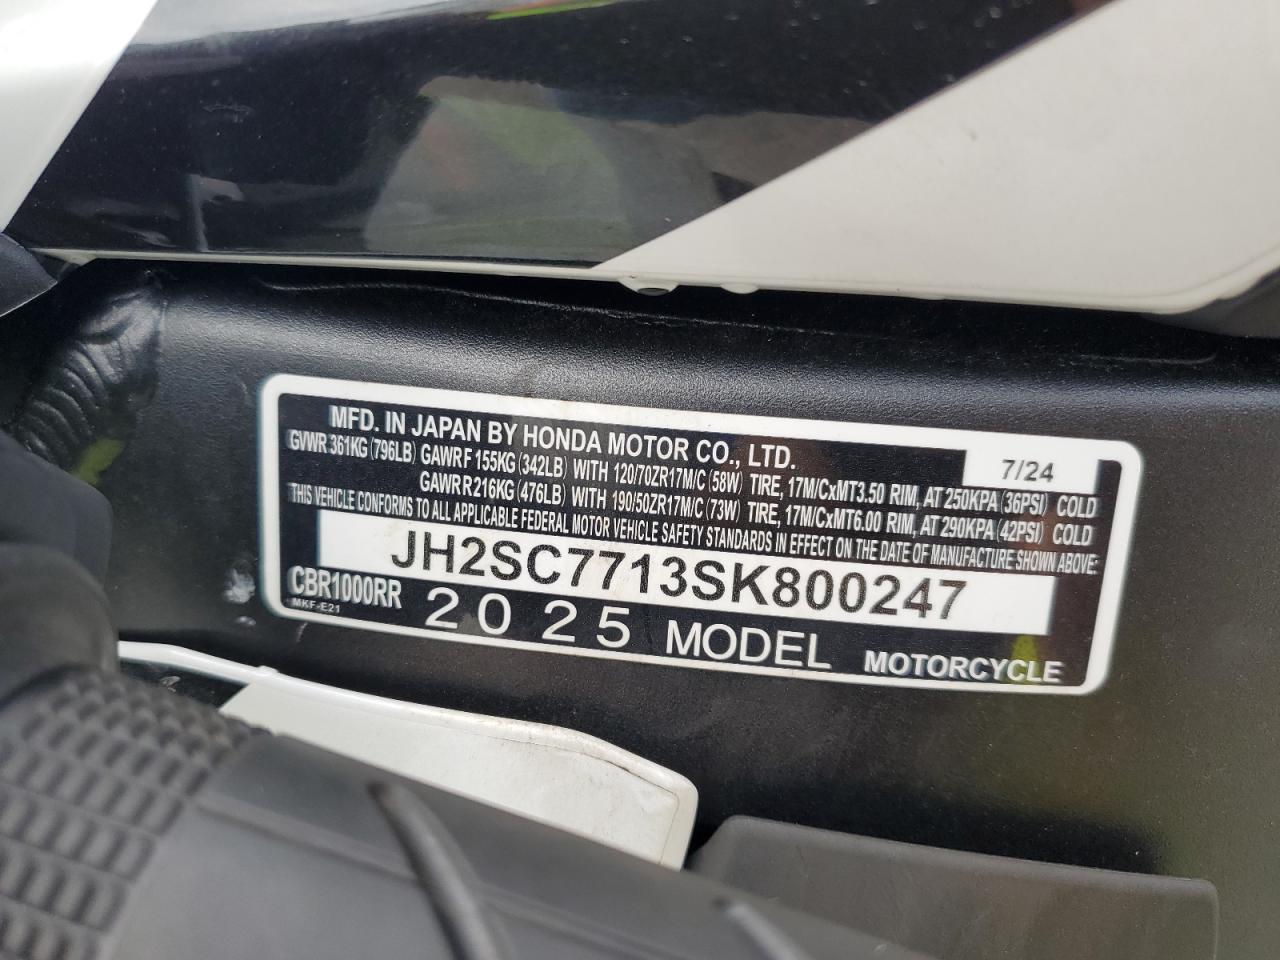 MFD. IN JAPAN BY HONDA MOTOR CO., LTD.
7/24
GVWR 361KG (796LB) GAWR F 155KG (342LB) WITH 120/70ZR17M/C (58W) TIRE, 17M/CxMT3.50 RIM, AT 250KPA (36PSI) COLD
GAWR R 216KG (476LB) WITH 190/50ZR17M/C (73W) TIRE, 17M/CxMT6.00 RIM, AT 290KPA (42PSI) COLD
THIS VEHICLE CONFORMS TO ALL APPLICABLE FEDERAL MOTOR VEHICLE SAFETY STANDARDS IN EFFECT ON THE DATE OF MANUFACTURE SHOWN ABOVE:
JH2SC7713SK800247
CBR1000RR
MKF-E21
2025 MODEL
MOTORCYCLE